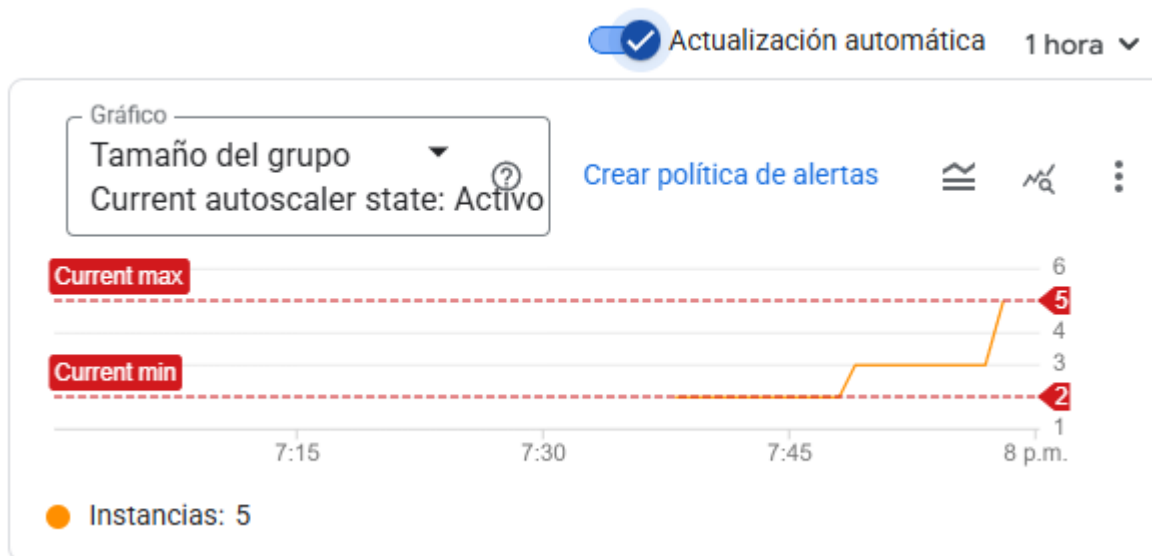 Actualización automática 1 hora
Gráfico
Tamaño del grupo
Current autoscaler state: Activo
Crear política de alertas
Current max
6
5
4
Current min
3
2
1
7:15 7:30 7:45 8 p.m.
Instancias: 5